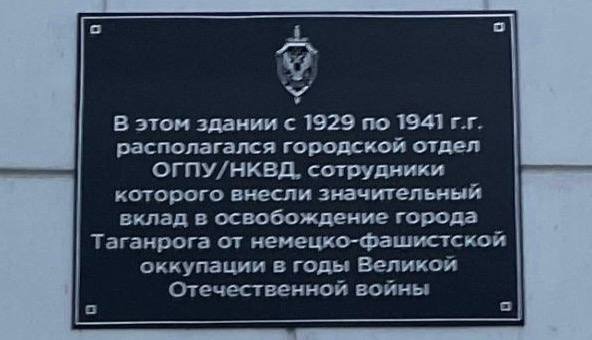 В этом здании с 1929 по 1941 г.г.
располагался городской отдел
ОГПУ/НКВД, сотрудники
которого внесли значительный
вклад в освобождение города
Таганрога от немецко-фашистской
оккупации в годы Великой
Отечественной войны